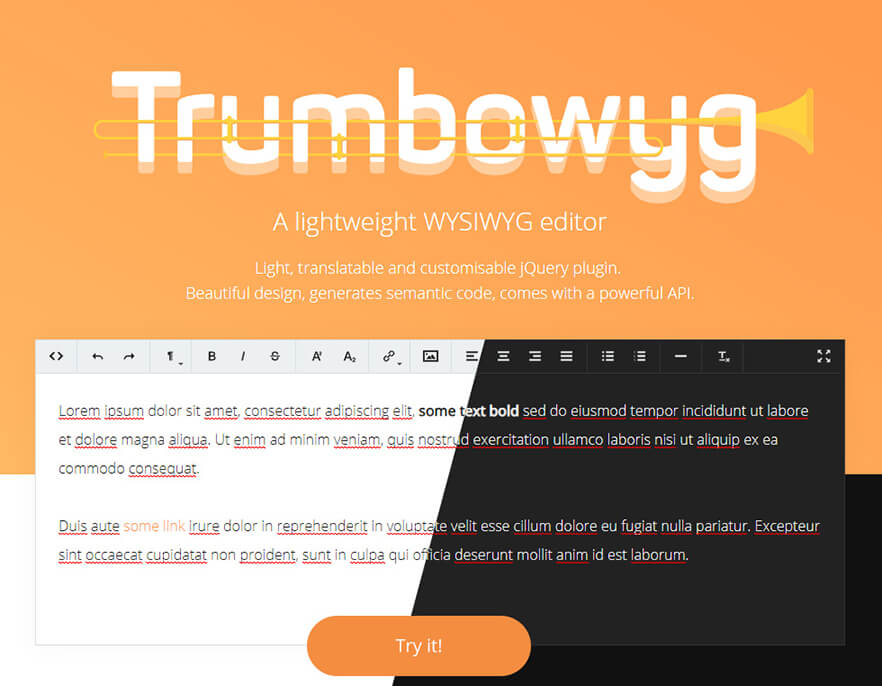 Trumbowyg
A lightweight WYSIWYG editor
Light, translatable and customisable jQuery plugin.
Beautiful design, generates semantic code, comes with a powerful API.
Lorem ipsum dolor sit amet, consectetur adipiscing elit, some text bold sed do eiusmod tempor incididunt ut labore
et dolore magna aliqua. Ut enim ad minim veniam, quis nostrud exercitation ullamco laboris nisi ut aliquip ex ea
commodo consequat.
Duis aute some link irure dolor in reprehenderit in voluptate velit esse cillum dolore eu fugiat nulla pariatur. Excepteur
sint occaecat cupidatat non proident, sunt in culpa qui officia deserunt mollit anim id est laborum.
Try it!